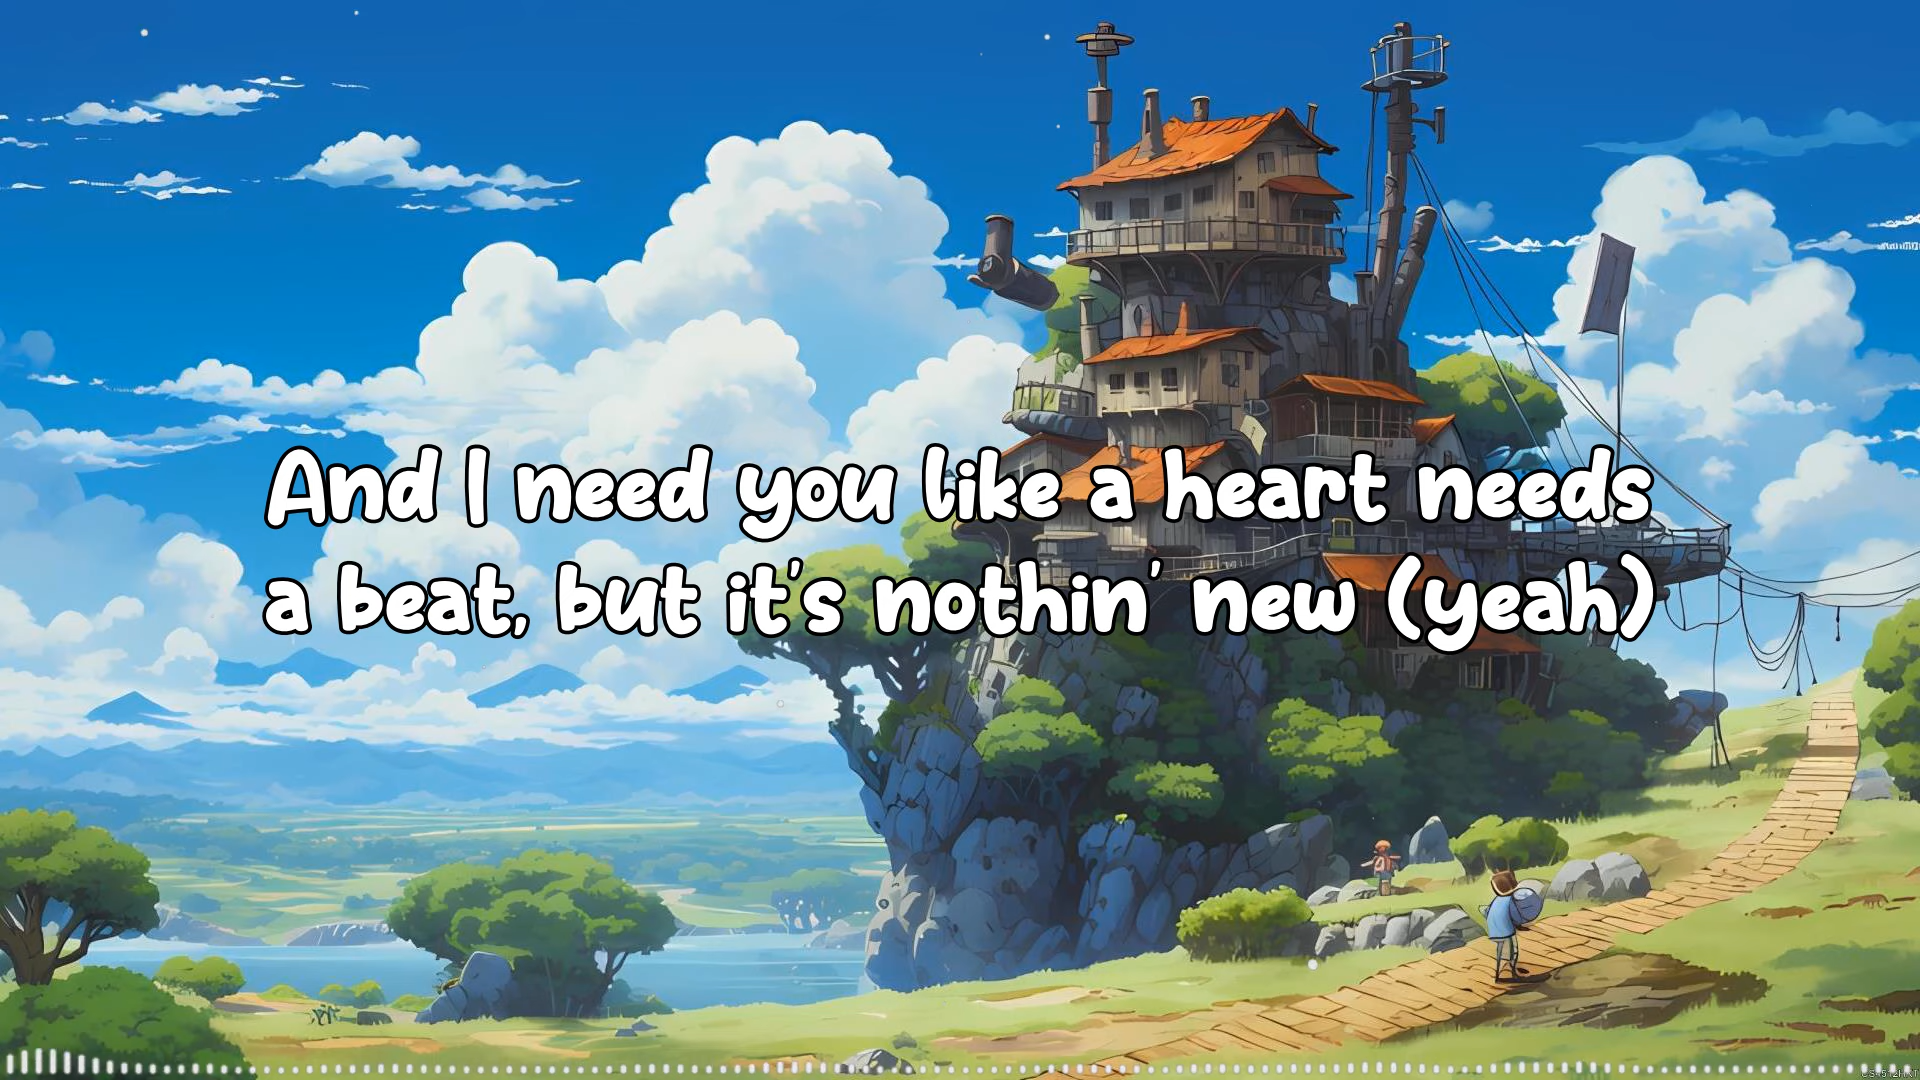 And I need you like a heart needs
a beat, but it's nothin' new (yeah)